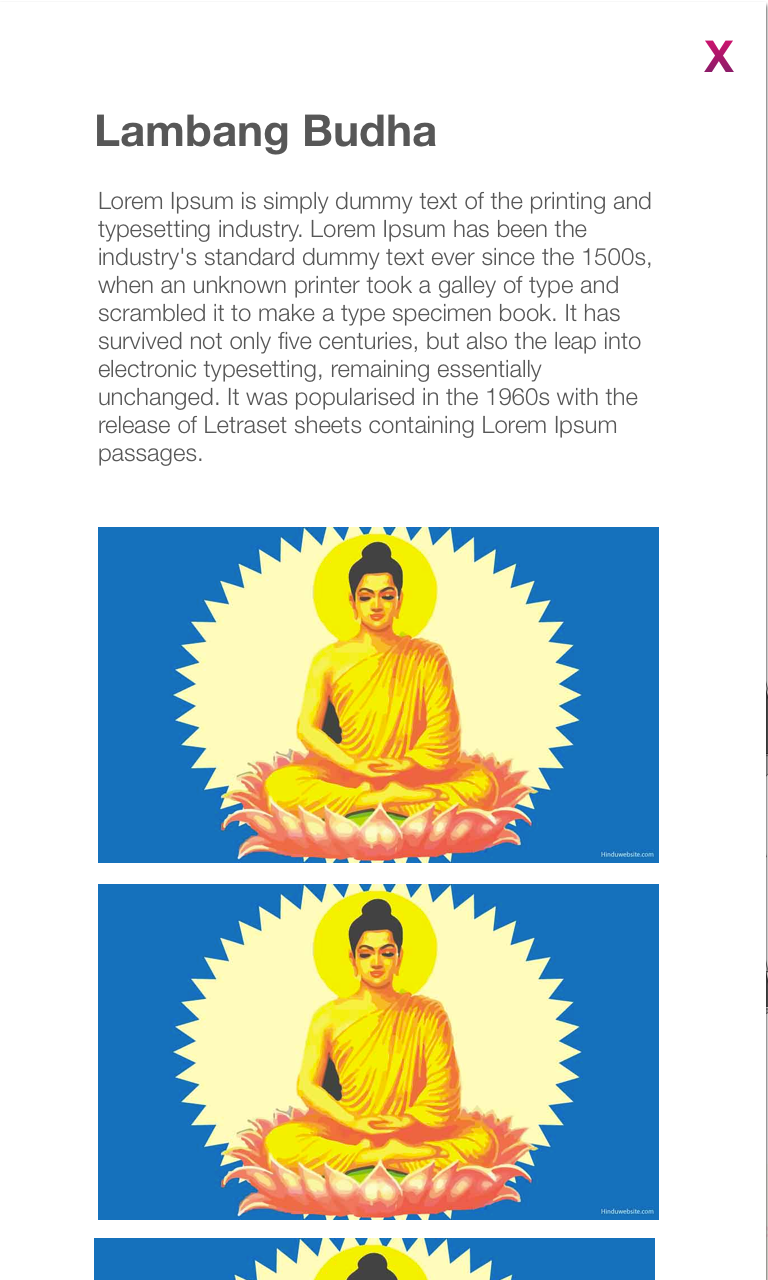 X
Lambang Budha
Lorem Ipsum is simply dummy text of the printing and
typesetting industry. Lorem Ipsum has been the
industry's standard dummy text ever since the 1500s,
when an unknown printer took a galley of type and
scrambled it to make a type specimen book. It has
survived not only five centuries, but also the leap into
electronic typesetting, remaining essentially
unchanged. It was popularised in the 1960s with the
release of Letraset sheets containing Lorem Ipsum
passages.
Hinduwebsite.com
Hinduwebsite.com